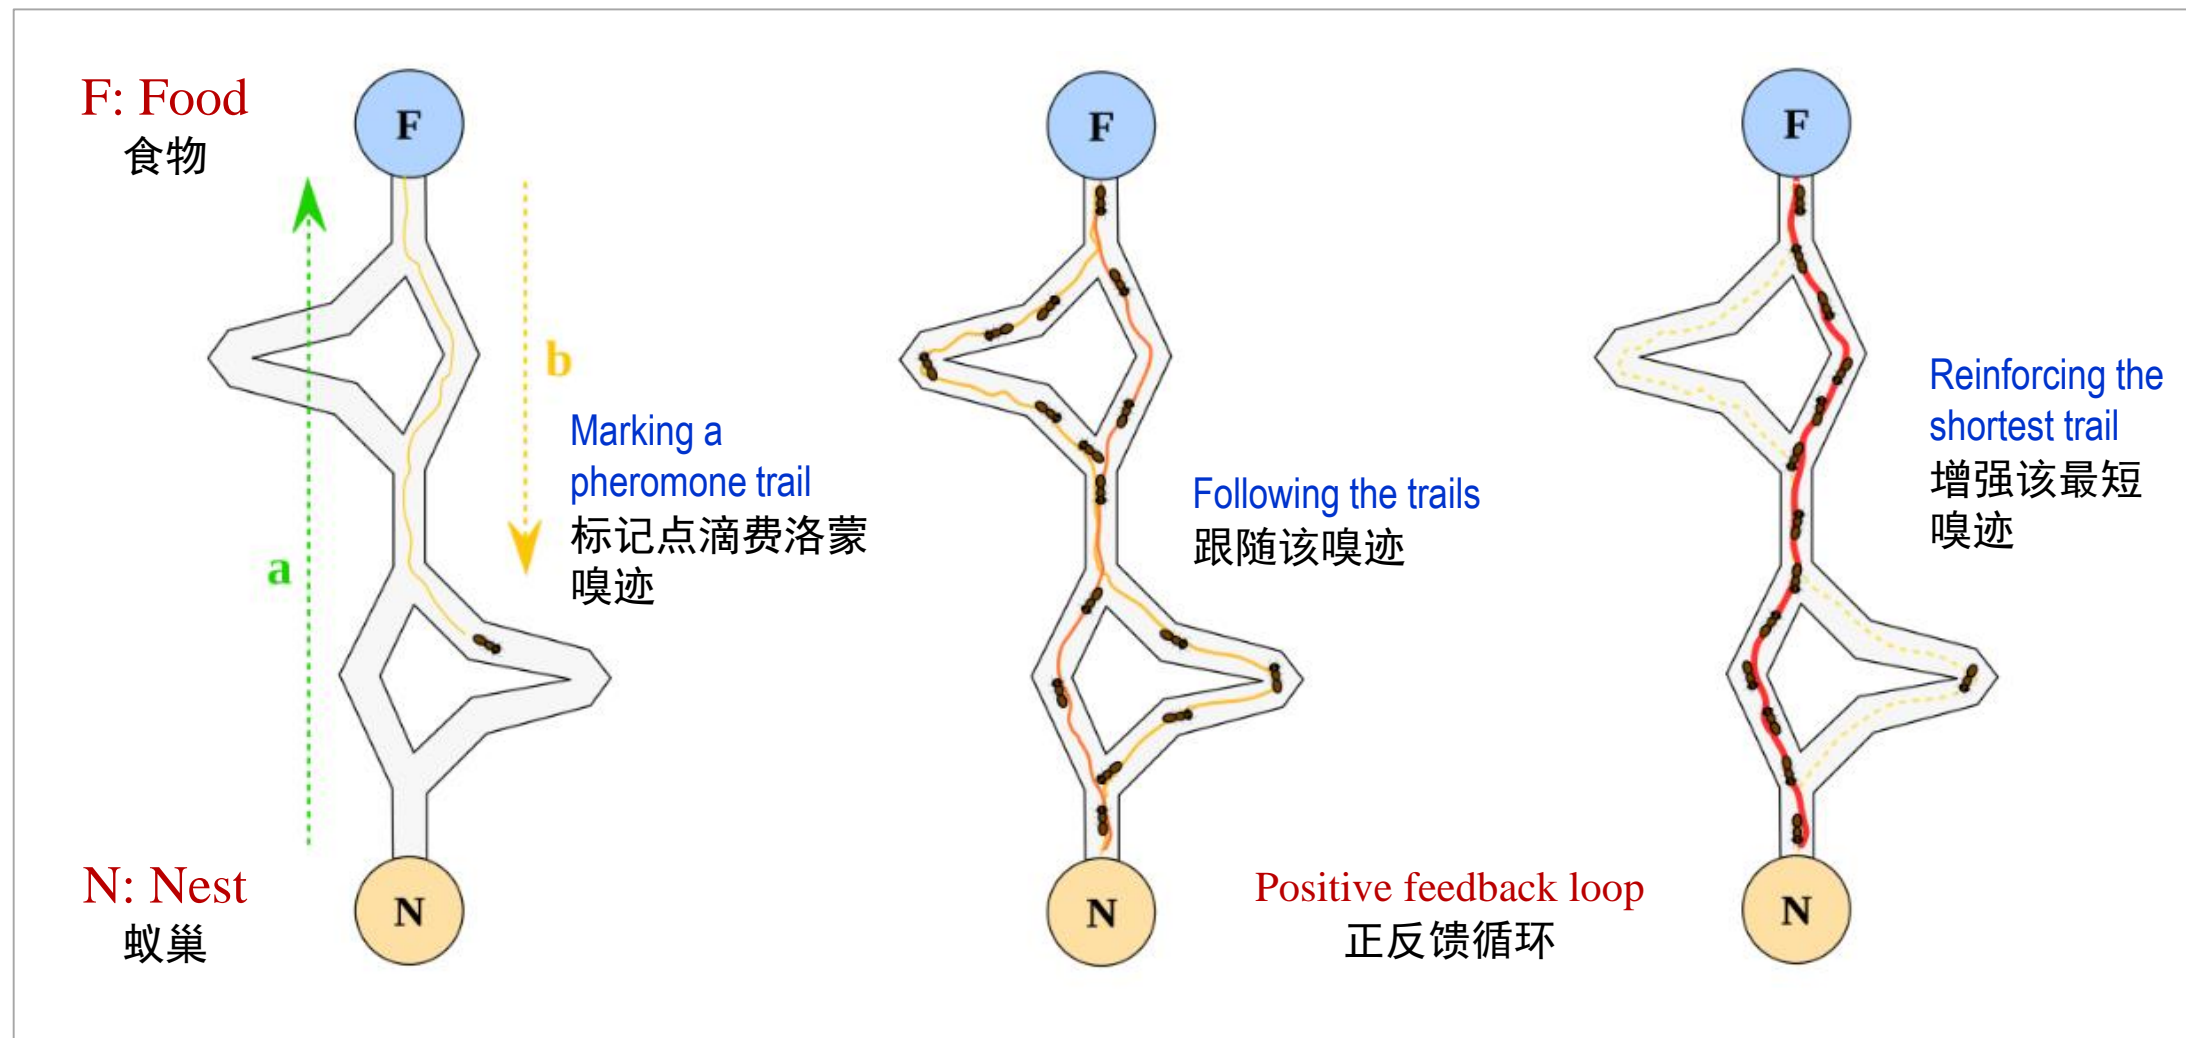 F: Food
食物
F
a
b
Marking a
pheromone trail
标记点滴费洛蒙
嗅迹
N: Nest
蚁巢
N
F
Following the trails
跟随该嗅迹
N
Positive feedback loop
正反馈循环
F
Reinforcing the
shortest trail
增强该最短
嗅迹
N